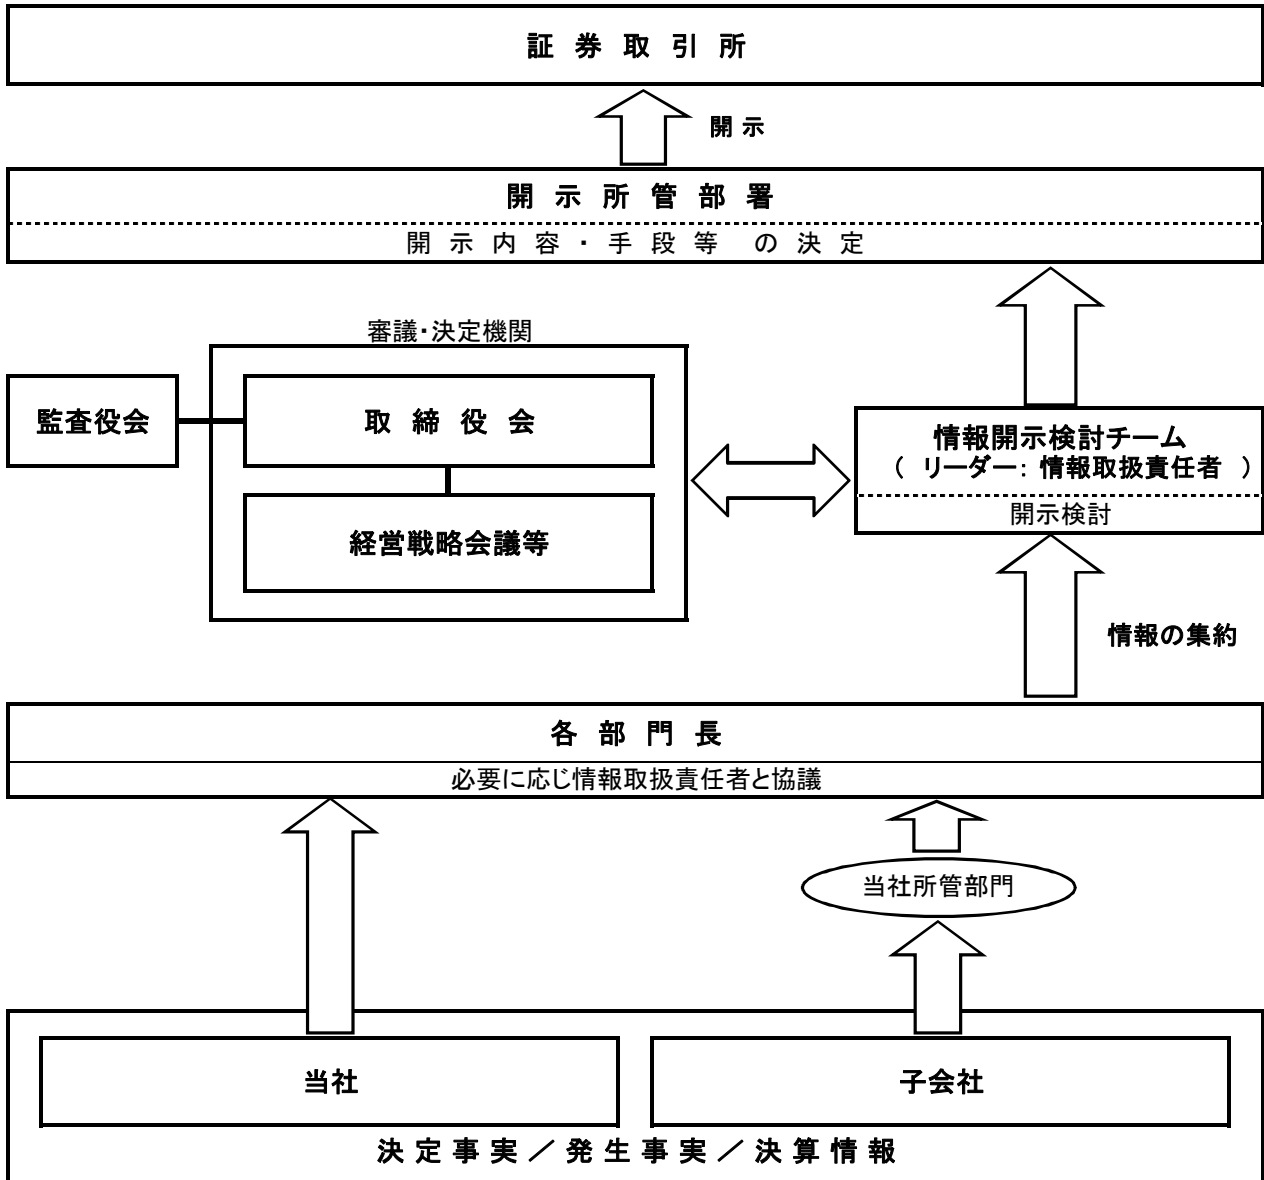 証券取引所
開示
開示所管部署
開示内容・手段等 の決定
審議・決定機関
監査役会
取締役会
経営戦略会議等
情報開示検討チーム
（ リーダー： 情報取扱責任者 ）
開示検討
情報の集約
各部門長
必要に応じ情報取扱責任者と協議
当社所管部門
当社
子会社
決定事実／発生事実／決算情報